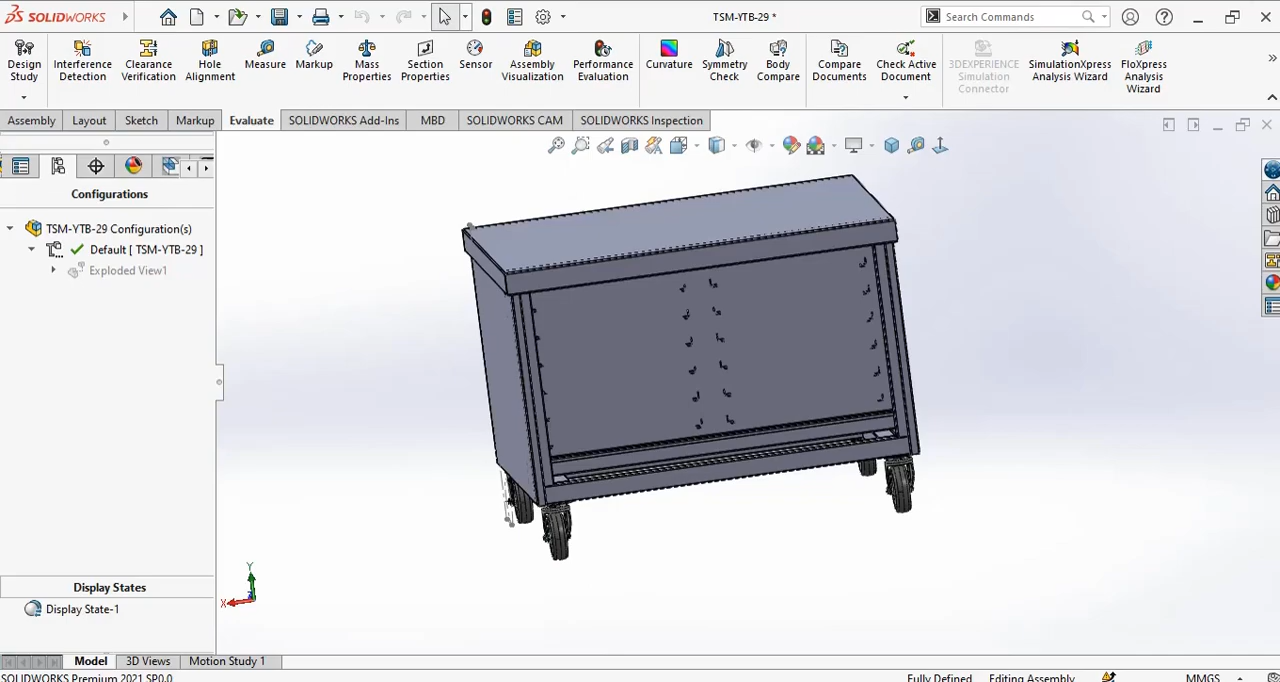 SOLIDWORKS
TSM-YTB-29 *
Search Commands
Design Study
Interference Detection
Clearance Verification
Hole Alignment
Measure
Markup
Mass Properties
Section Properties
Sensor
Assembly Visualization
Performance Evaluation
Curvature
Symmetry Check
Body Compare
Compare Documents
Check Active Document
3DEXPERIENCE Simulation Connector
SimulationXpress Analysis Wizard
FloXpress Analysis Wizard
Assembly
Layout
Sketch
Markup
Evaluate
SOLIDWORKS Add-Ins
MBD
SOLIDWORKS CAM
SOLIDWORKS Inspection
Configurations
TSM-YTB-29 Configuration(s)
Default [ TSM-YTB-29 ]
Exploded View1
Y
X
Display States
Display State-1
Model
3D Views
Motion Study 1
SOLIDWORKS Premium 2021 SP0.0
Fully Defined
Editing Assembly
MMGS